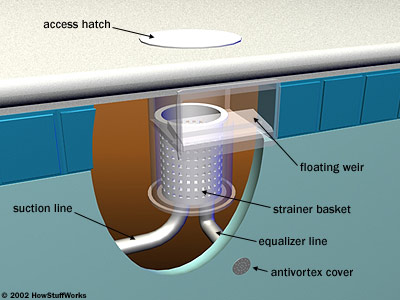 access hatch
floating weir
suction line
strainer basket
equalizer line
antivortex cover
© 2002 HowStuffWorks